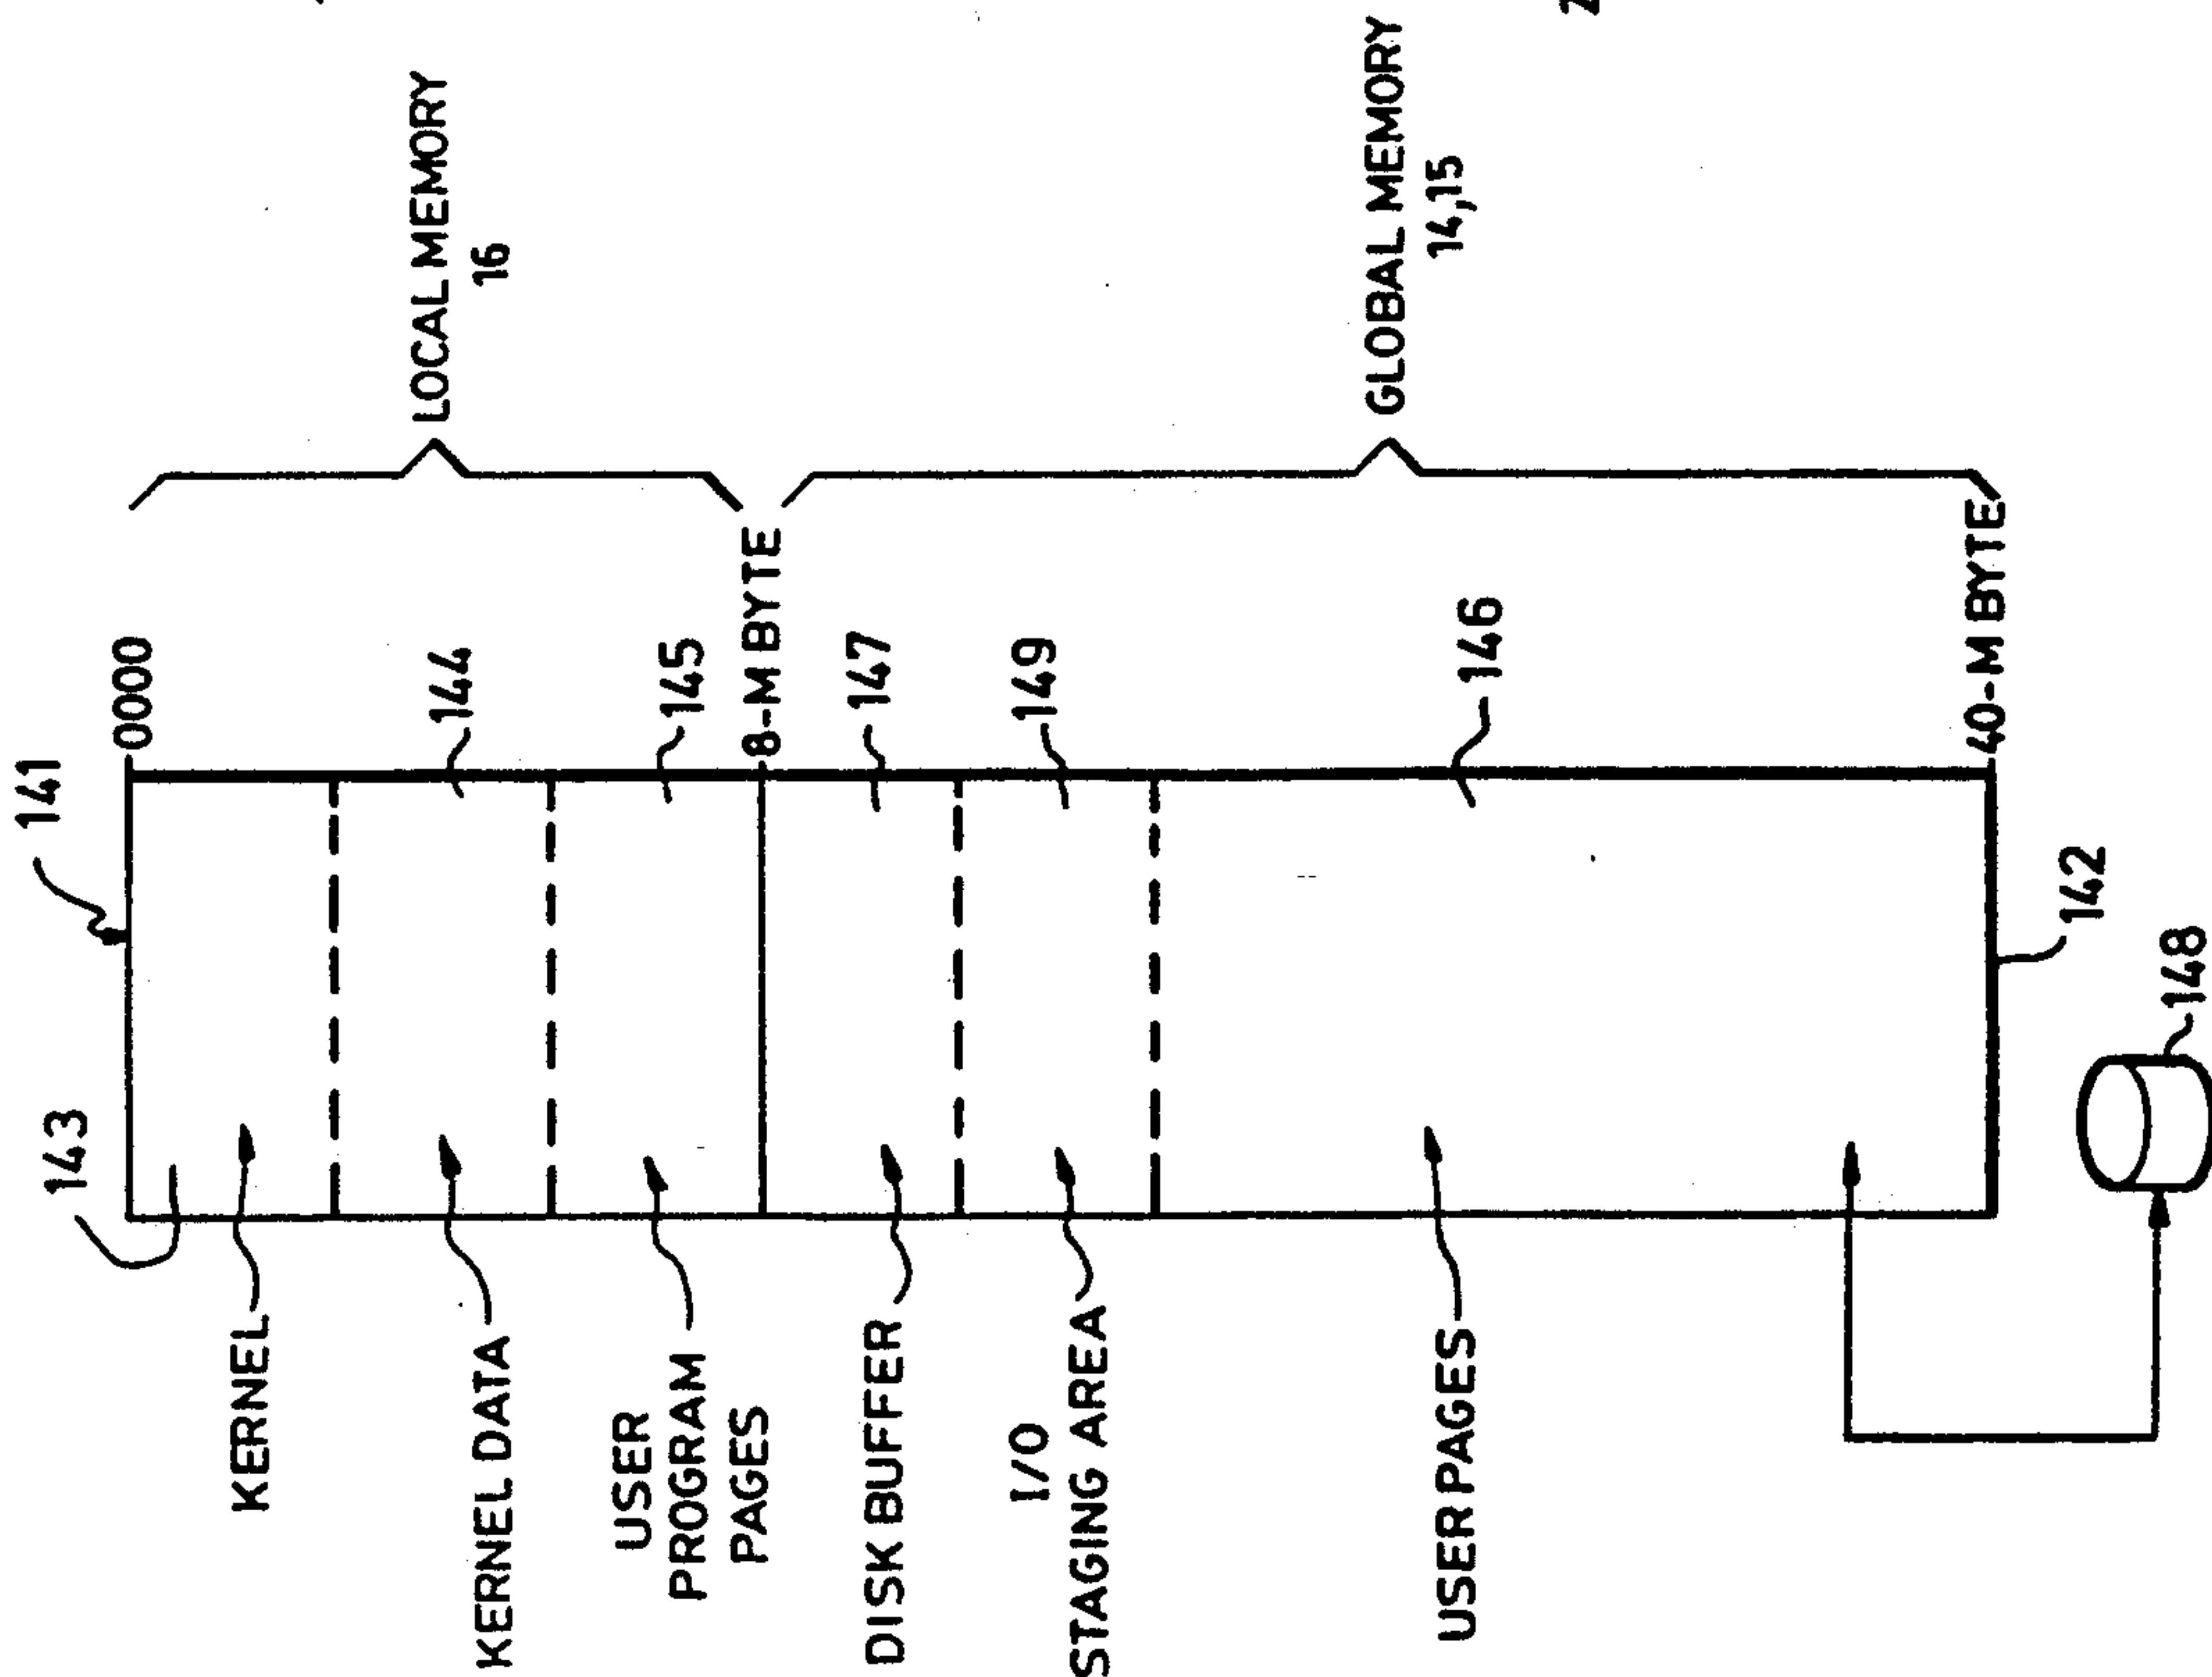 143
141
0000
KERNEL
144
LOCAL MEMORY
16
KERNEL DATA
USER
PROGRAM
PAGES
145
8-M BYTE
DISK BUFFER
147
I/O
STAGING AREA
149
GLOBAL MEMORY
14,15
USER PAGES
146
40-M BYTE
142
148